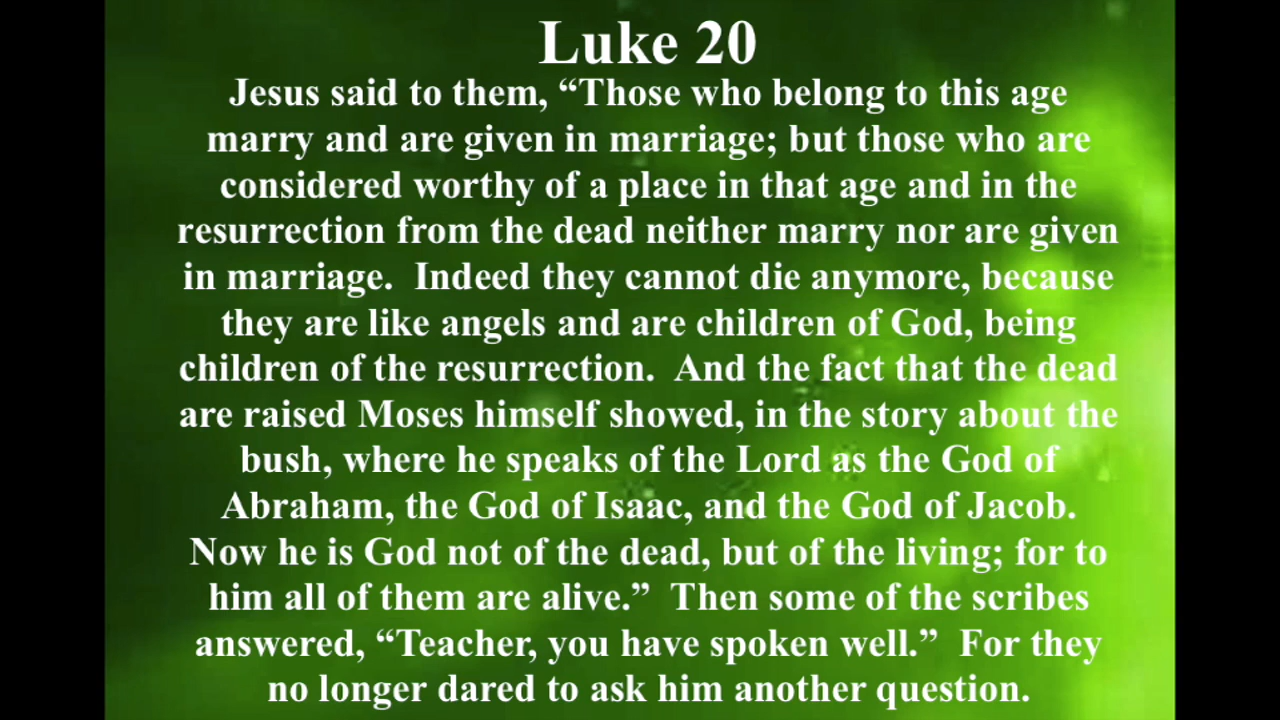 Luke 20
Jesus said to them, “Those who belong to this age
marry and are given in marriage; but those who are
considered worthy of a place in that age and in the
resurrection from the dead neither marry nor are given
in marriage.  Indeed they cannot die anymore, because
they are like angels and are children of God, being
children of the resurrection.  And the fact that the dead
are raised Moses himself showed, in the story about the
bush, where he speaks of the Lord as the God of
Abraham, the God of Isaac, and the God of Jacob.
Now he is God not of the dead, but of the living; for to
him all of them are alive.”  Then some of the scribes
answered, “Teacher, you have spoken well.”  For they
no longer dared to ask him another question.